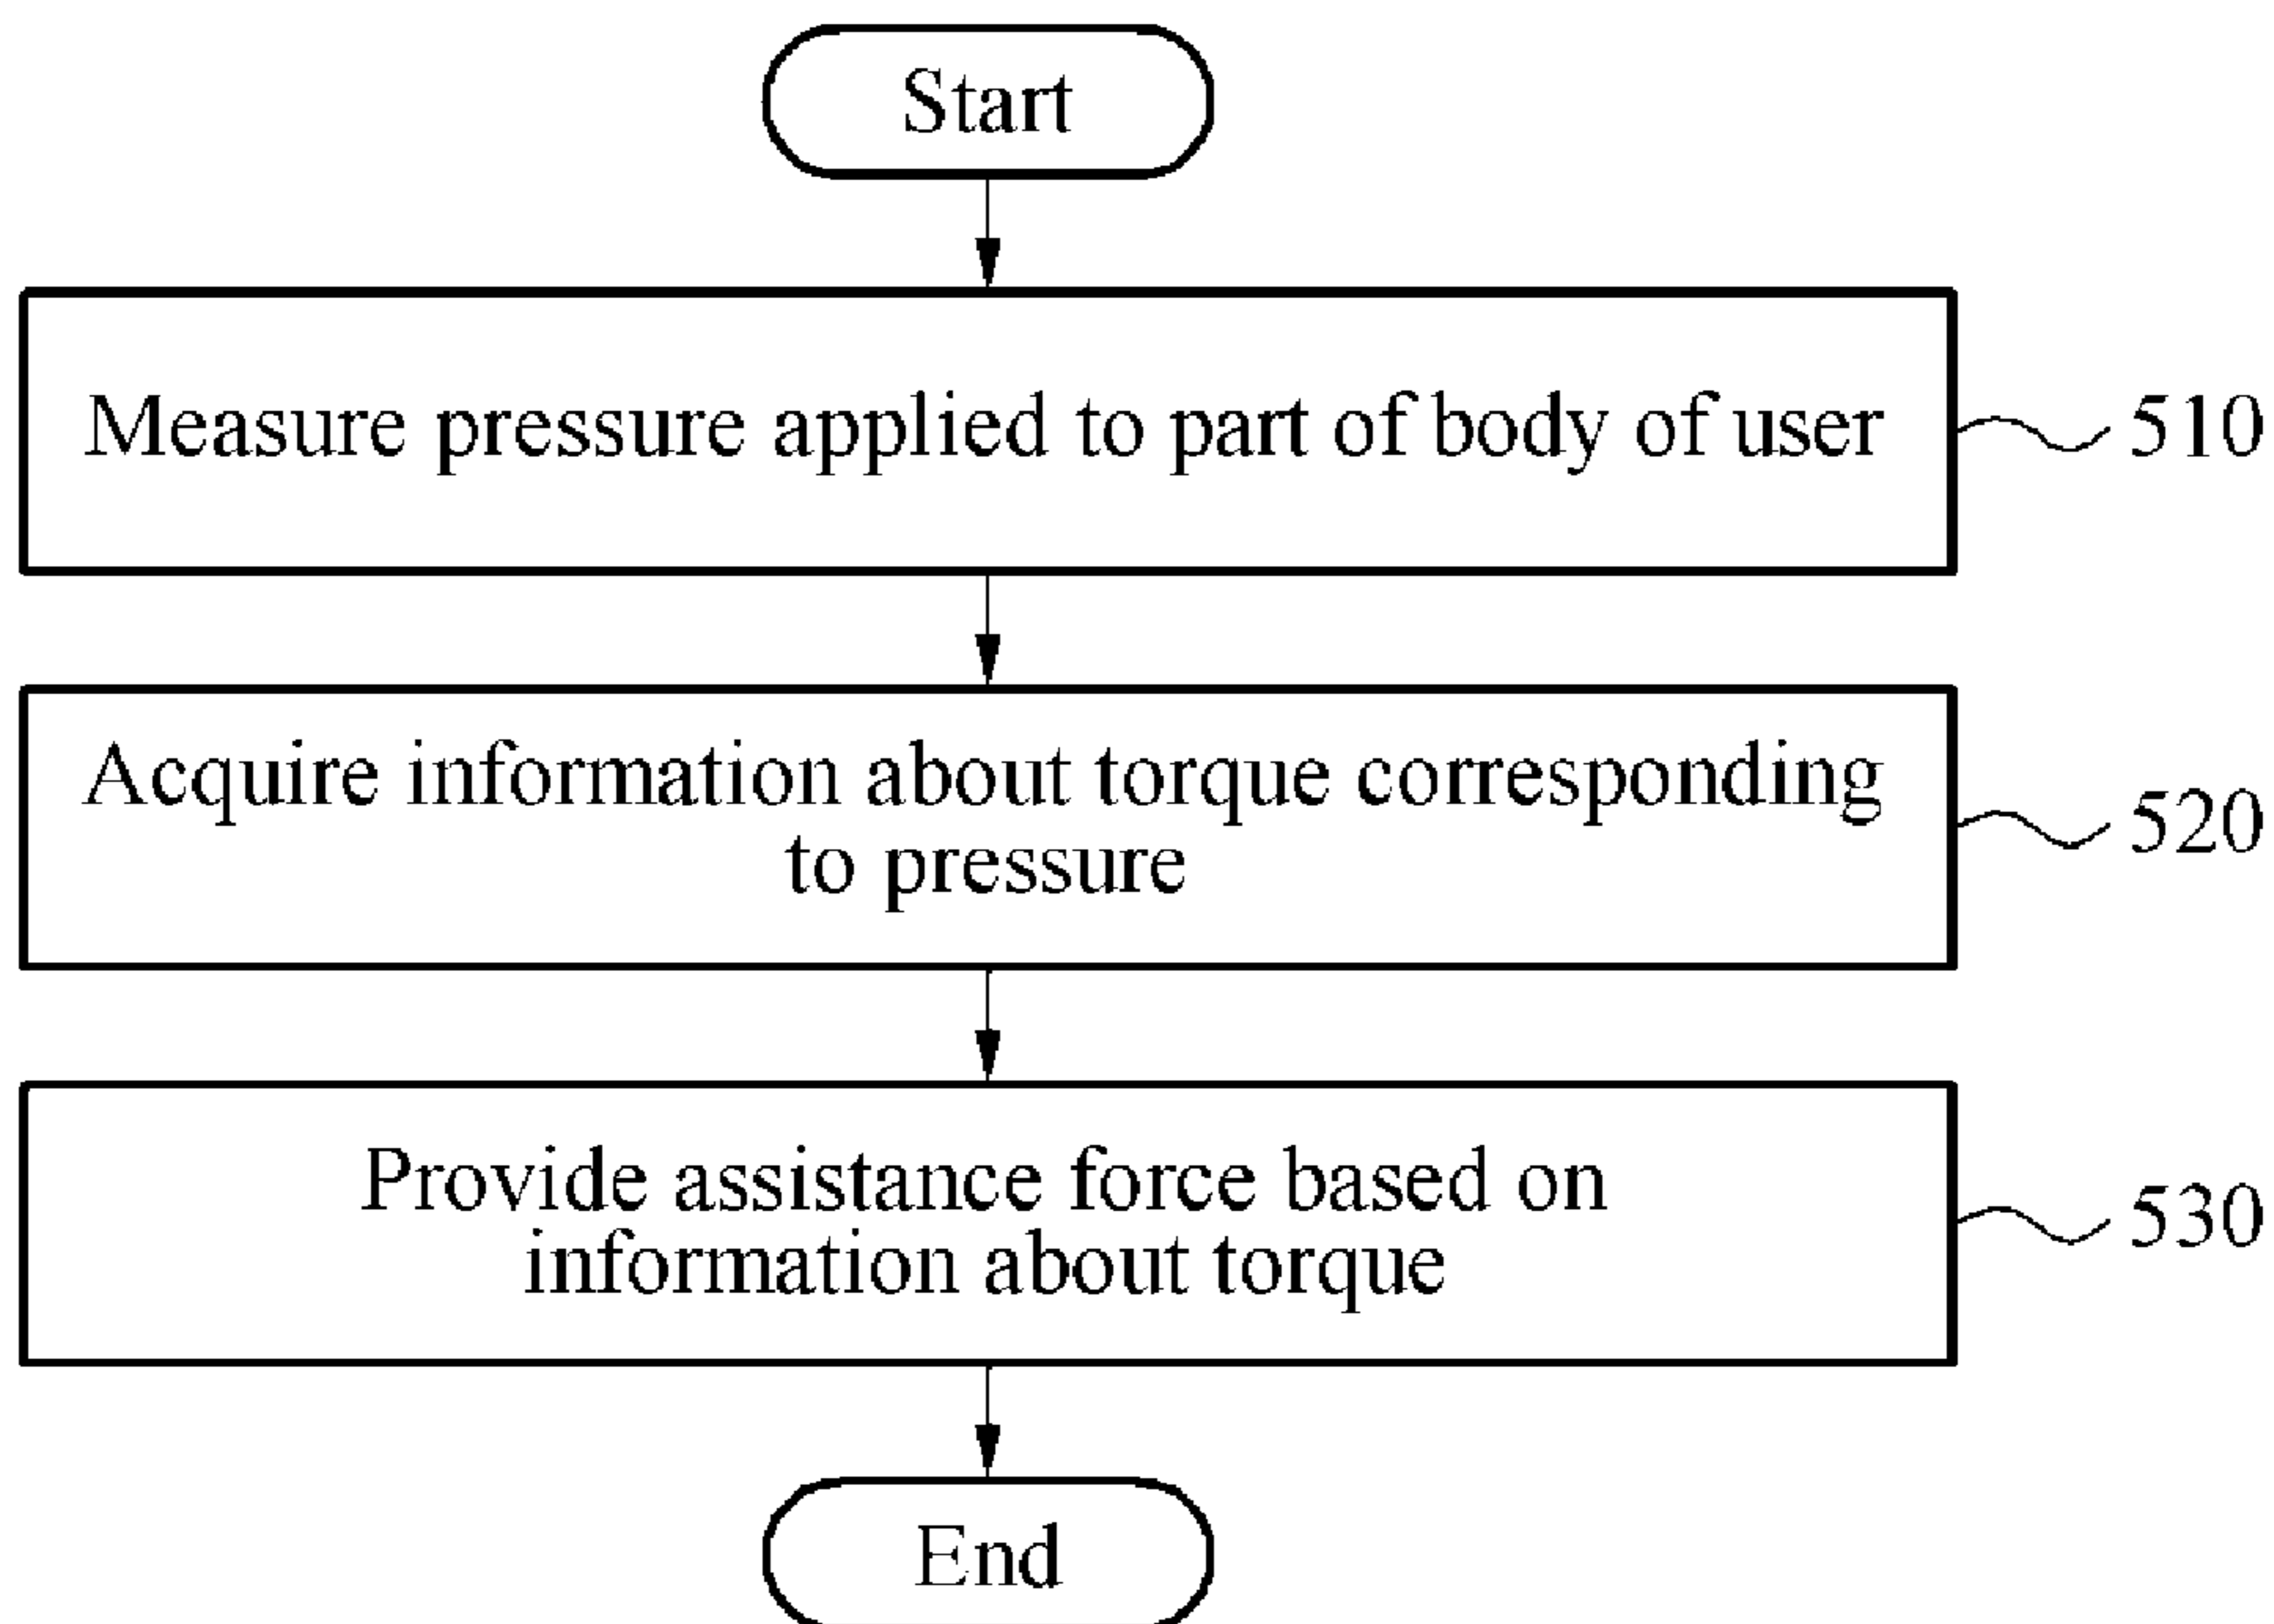 Start
Measure pressure applied to part of body of user
510
Acquire information about torque corresponding
to pressure
520
Provide assistance force based on
information about torque
530
End